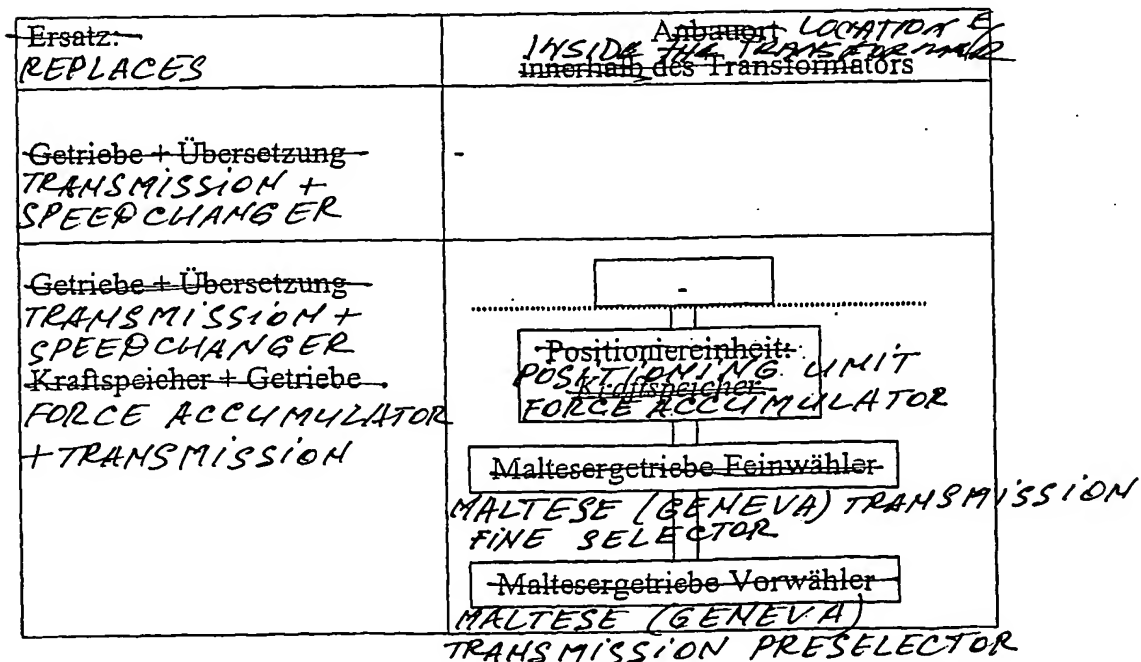 Ersatz:
REPLACES
Anbauort LOCATION E
INSIDE THE TRANSFORMER
innerhalb des Transformators
Getriebe + Übersetzung
TRANSMISSION +
SPEEDCHANGER
-
Getriebe + Übersetzung
TRANSMISSION +
SPEEDCHANGER
Kraftspeicher + Getriebe
FORCE ACCUMULATOR
+ TRANSMISSION
-
Positioniereinheit:
POSITIONING UNIT
Kraftspeicher
FORCE ACCUMULATOR
Maltesergetriebe Feinwähler
MALTESE (GENEVA) TRANSMISSION
FINE SELECTOR
Maltesergetriebe Vorwähler
MALTESE (GENEVA)
TRANSMISSION PRESELECTOR